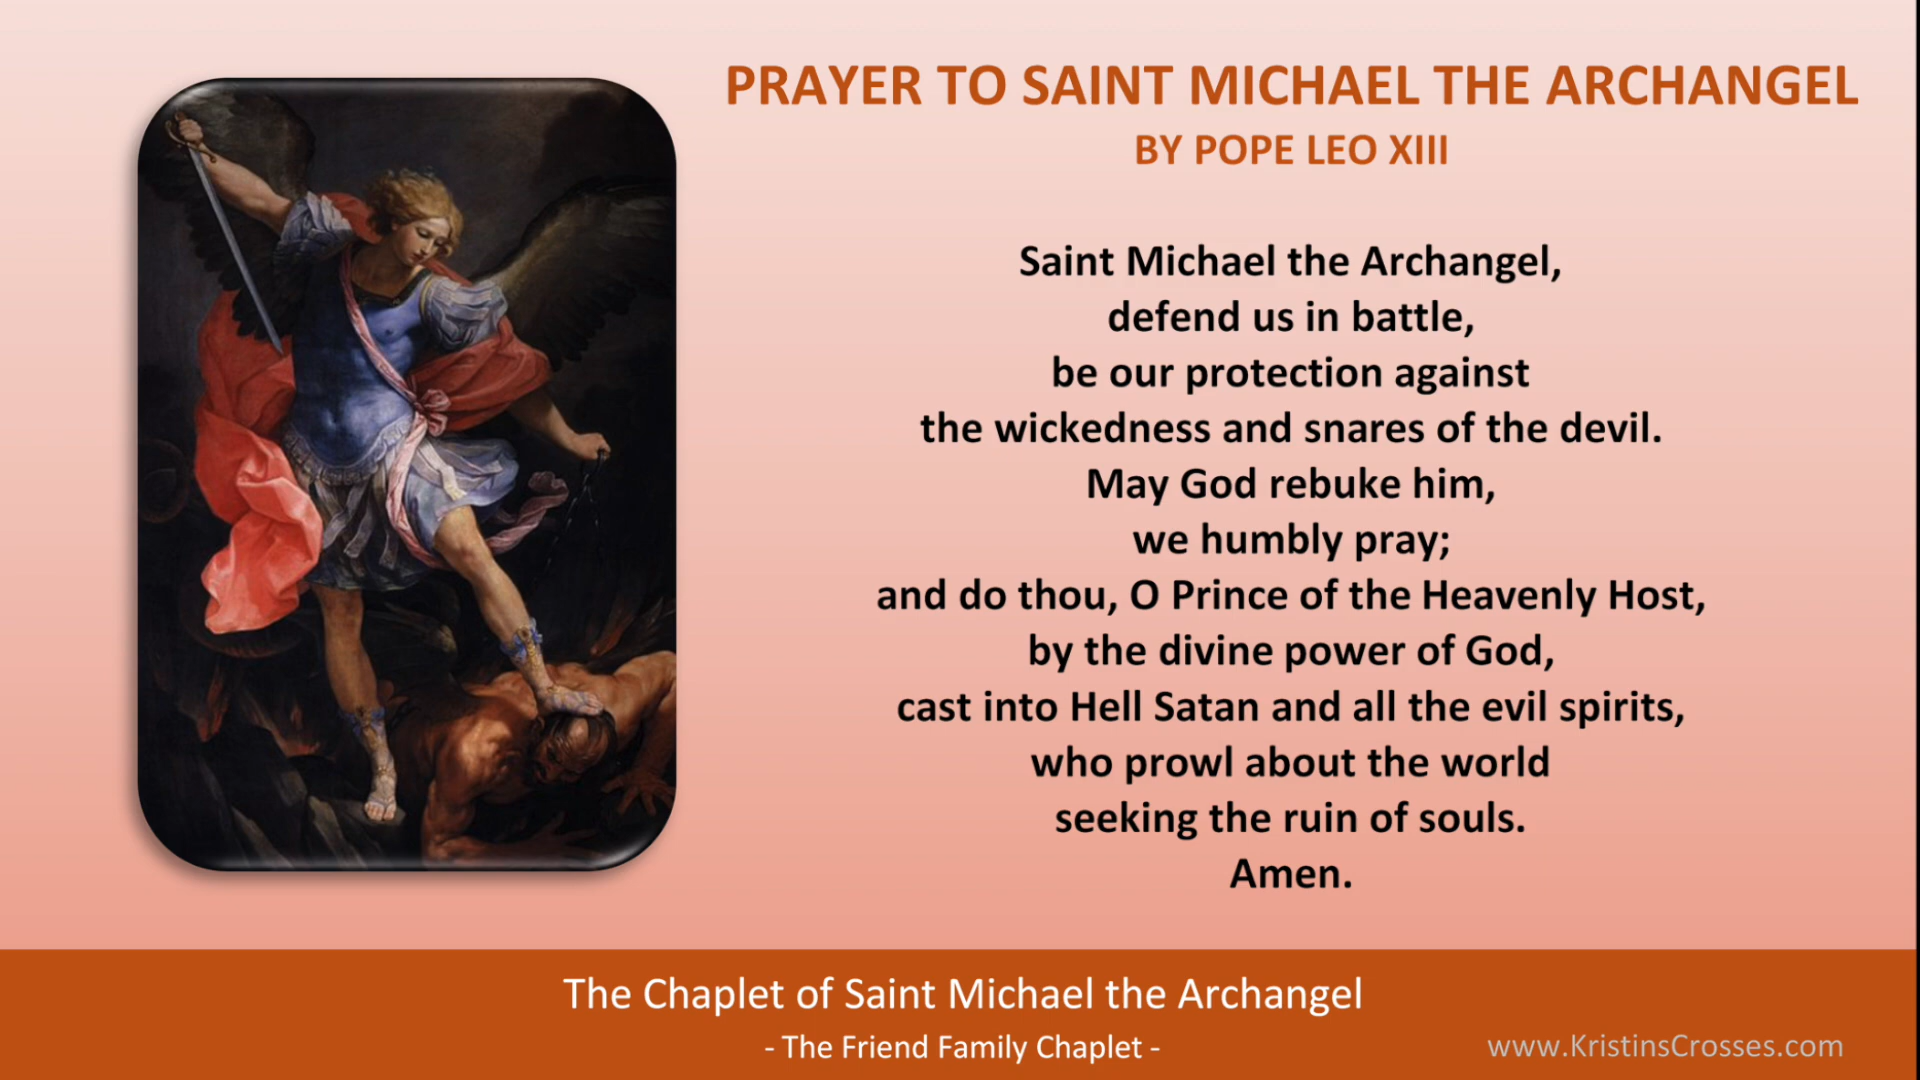 PRAYER TO SAINT MICHAEL THE ARCHANGEL
BY POPE LEO XIII
Saint Michael the Archangel,
defend us in battle,
be our protection against
the wickedness and snares of the devil.
May God rebuke him,
we humbly pray;
and do thou, O Prince of the Heavenly Host,
by the divine power of God,
cast into Hell Satan and all the evil spirits,
who prowl about the world
seeking the ruin of souls.
Amen.
The Chaplet of Saint Michael the Archangel
- The Friend Family Chaplet -
www.KristinsCrosses.com